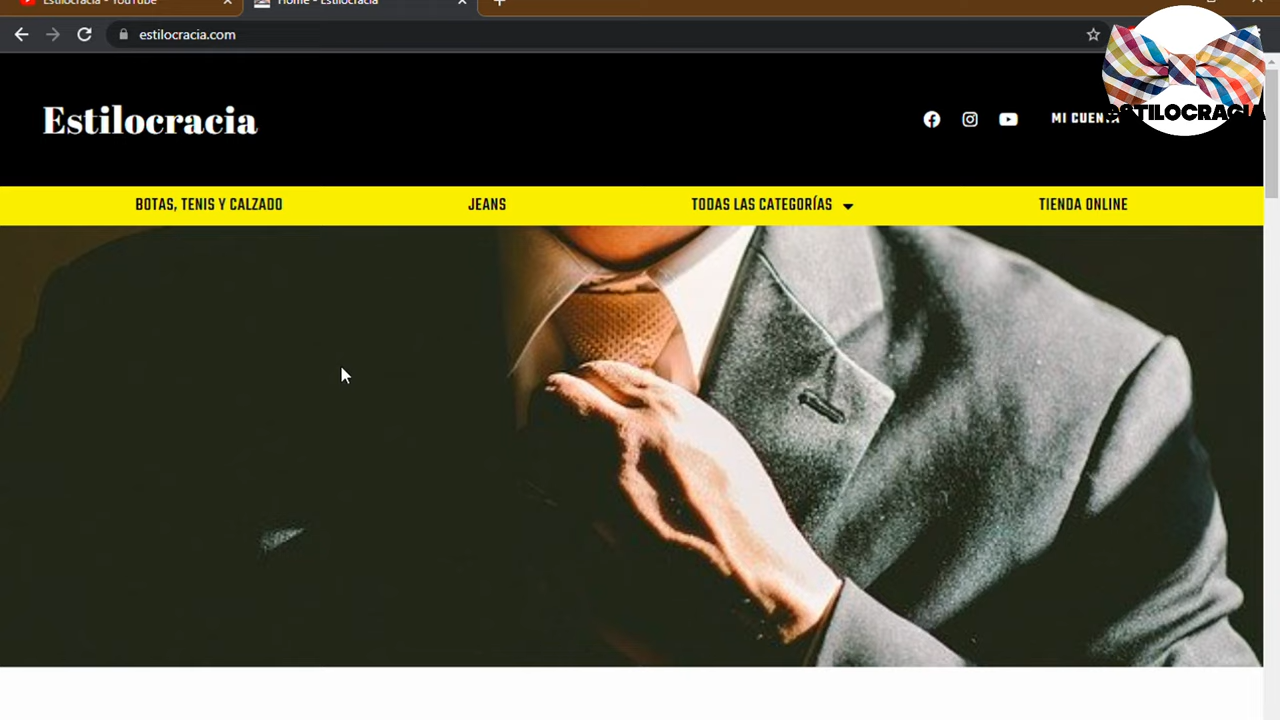 Estilocracia - YouTube
Home - Estilocracia
estilocracia.com
Estilocracia
MI CUENTA
ESTILOCRACIA
BOTAS, TENIS Y CALZADO
JEANS
TODAS LAS CATEGORÍAS
TIENDA ONLINE